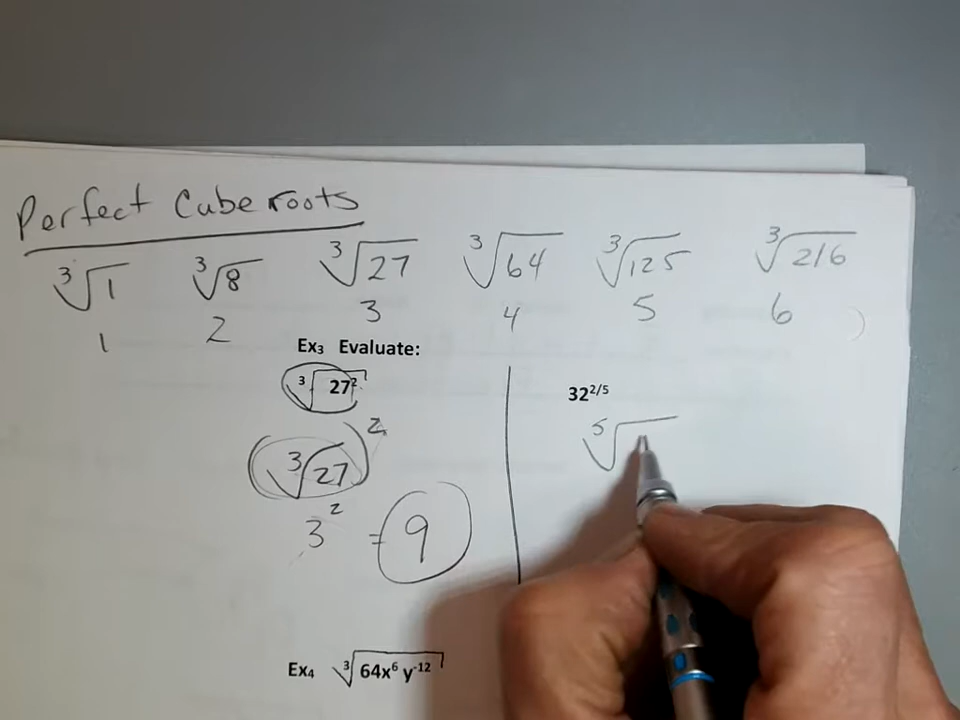 Perfect Cube roots
∛1 ∛8 ∛27 ∛64 ∛125 ∛216
1 2 3 4 5 6
Ex3 Evaluate:
∛27² 32^2/5
(∛27)² ⁵√
3² = 9
Ex4 ∛64x⁶ y⁻¹²